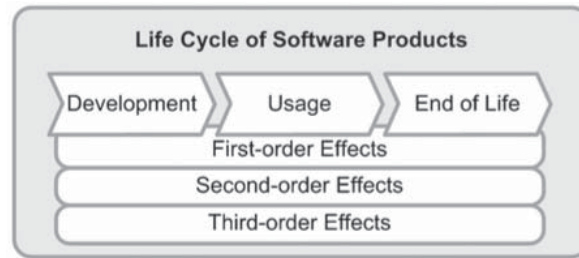 Life Cycle of Software Products
Development Usage End of Life
First-order Effects
Second-order Effects
Third-order Effects